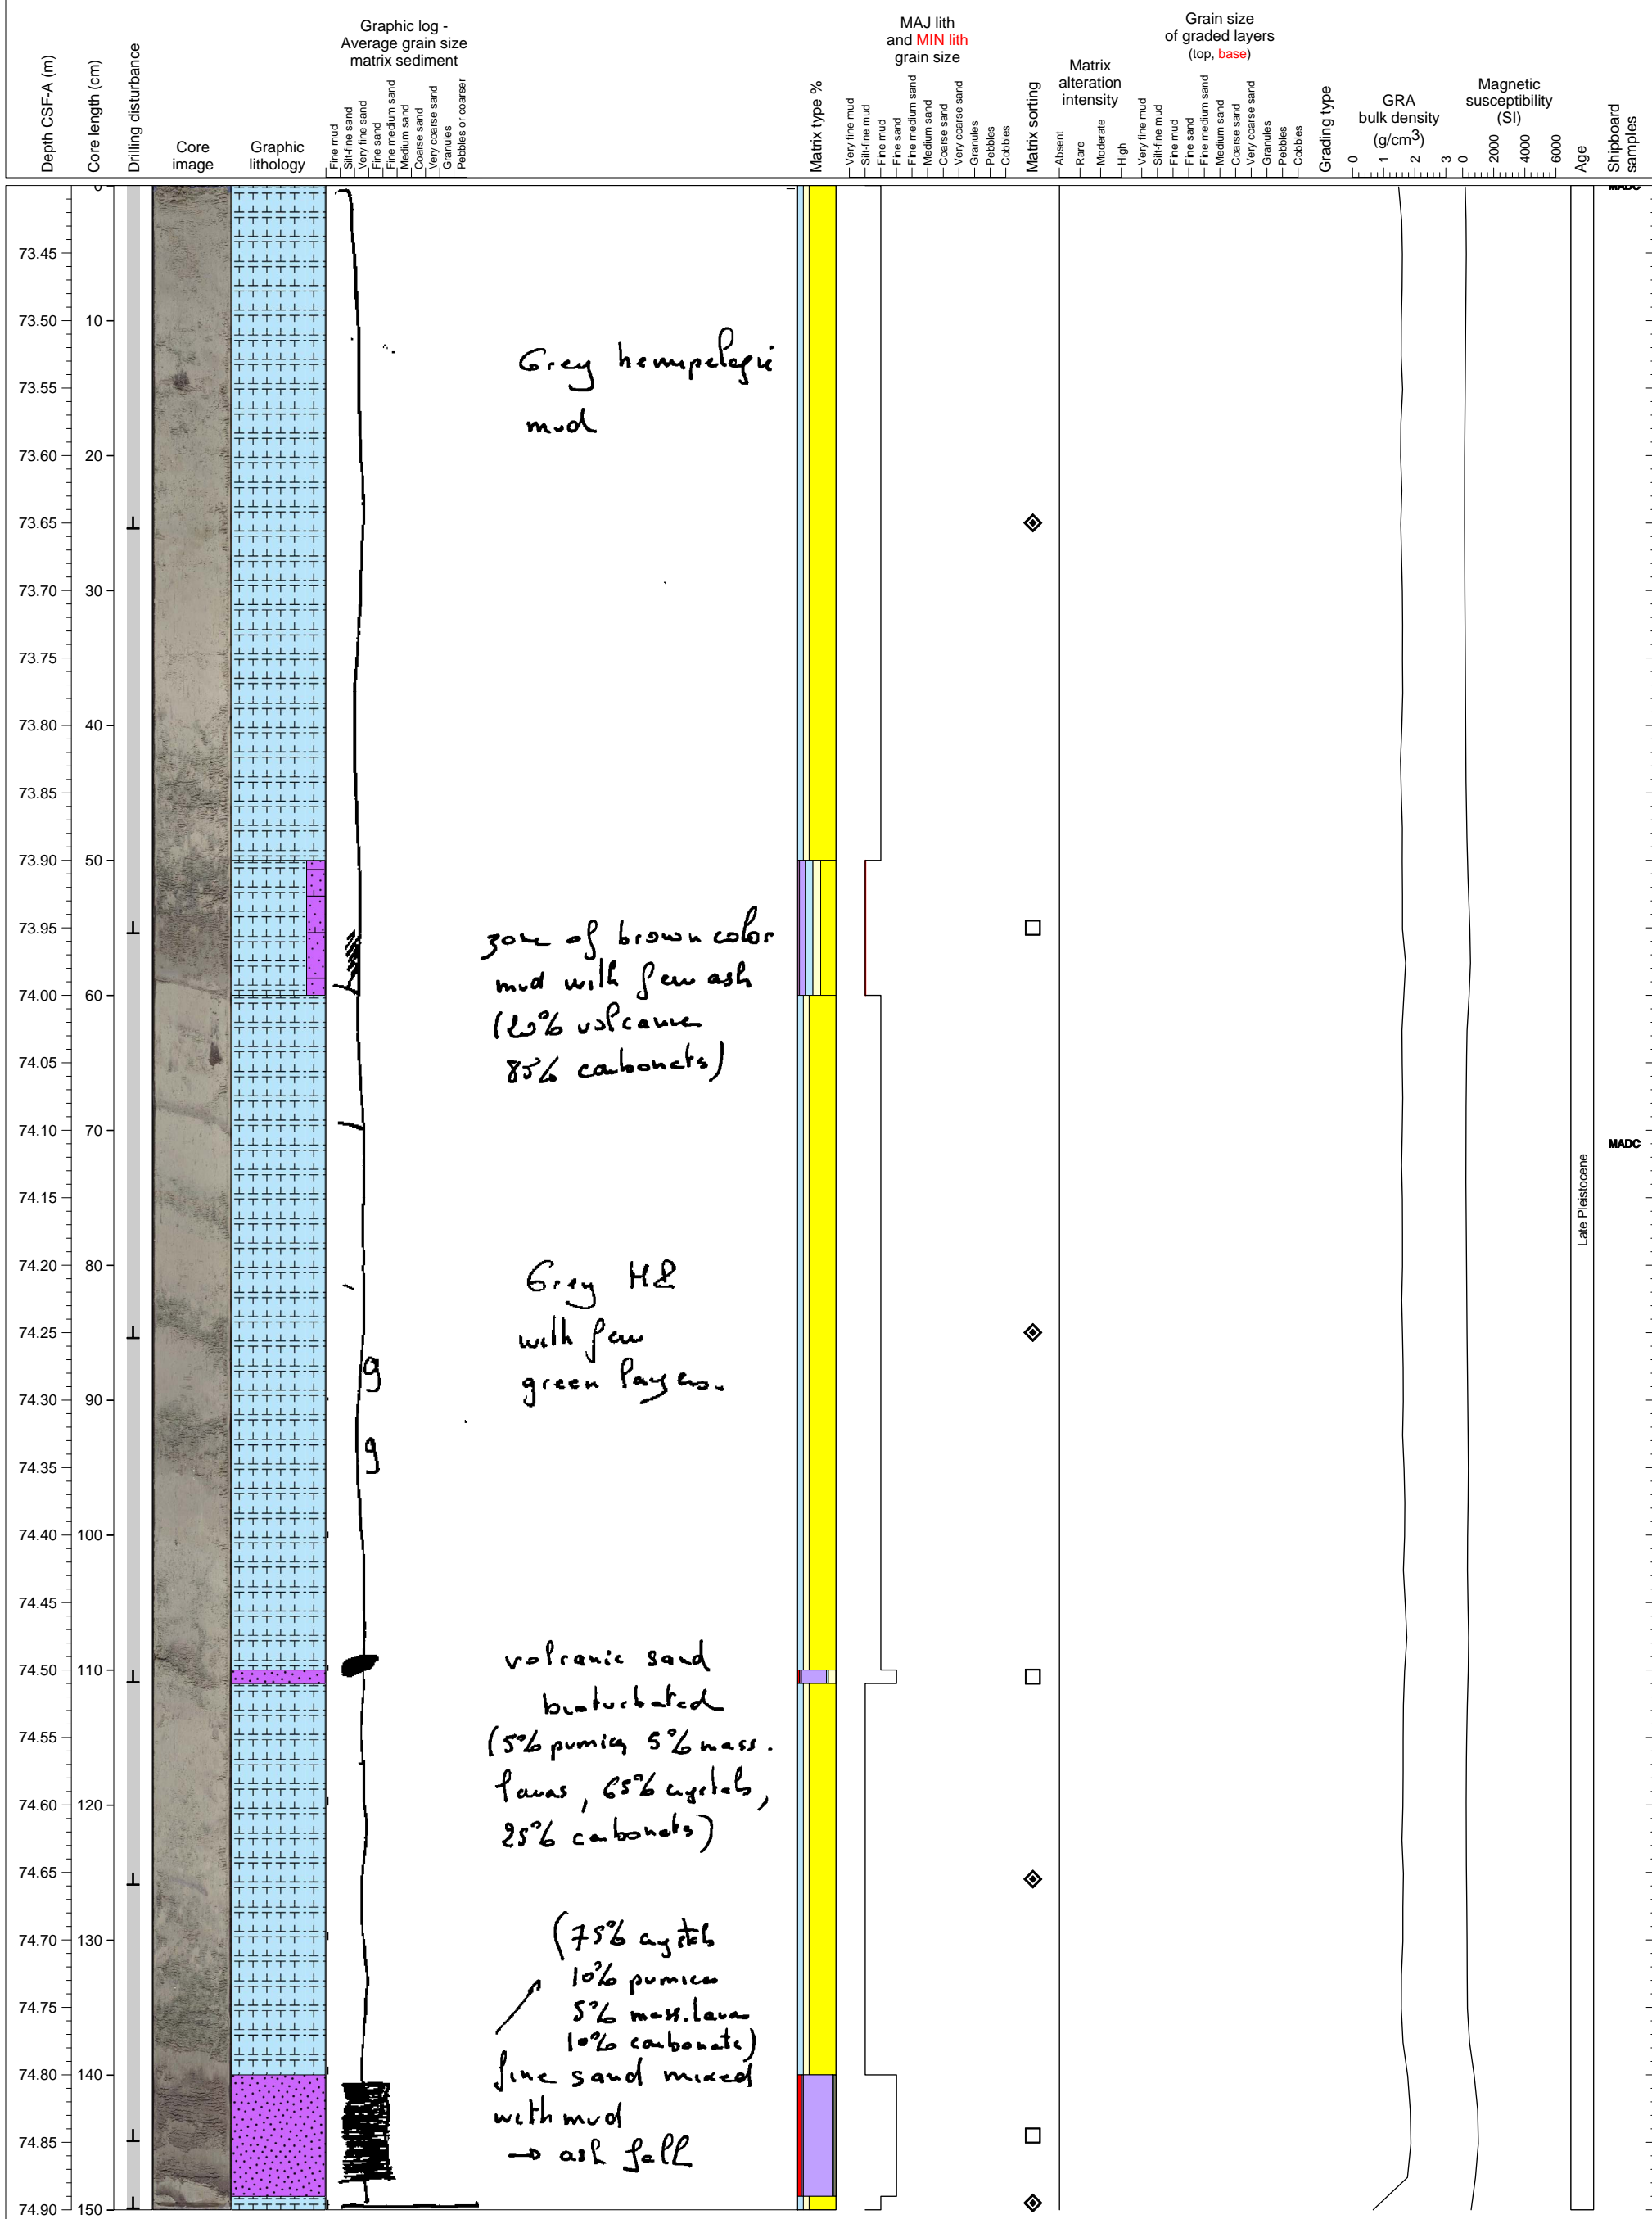 Depth CSF-A (m)
Core length (cm)
Drilling disturbance
Core
image
Graphic
lithology
Graphic log -
Average grain size
matrix sediment
Fine mud
Silt-fine sand
Very fine sand
Fine sand
Fine medium sand
Medium sand
Coarse sand
Very coarse sand
Granules
Pebbles or coarser
Matrix type %
MAJ lith
and MIN lith
grain size
Very fine mud
Silt-fine mud
Fine mud
Fine sand
Fine medium sand
Medium sand
Coarse sand
Very coarse sand
Granules
Pebbles
Cobbles
Matrix sorting
Matrix
alteration
intensity
Absent
Rare
Moderate
High
Grain size
of graded layers
(top, base)
Very fine mud
Silt-fine mud
Fine mud
Fine sand
Fine medium sand
Medium sand
Coarse sand
Very coarse sand
Granules
Pebbles
Cobbles
Grading type
GRA
bulk density
(g/cm3)
0 1 2 3
Magnetic
susceptibility
(SI)
0 2000 4000 6000
Age
Shipboard
samples
0
MADC
73.45
73.50 10
Grey hemipelagic
73.55
mud
73.60 20
73.65
73.70 30
73.75
73.80 40
73.85
73.90 50
73.95
zone of brown color
mud with few ash
74.00 60
volcanic
74.05
carbonats)
74.10 70
MADC
74.15
Late Pleistocene
74.20 80
Grey
74.25
with few
g
74.30 90
green layers.
g
74.35
74.40 100
74.45
volcanic sand
74.50 110
bioturbated
74.55
(5% pumice, 5% mass.
lavas, 65% crystals,
74.60 120
25% carbonats)
74.65
(75% crystals
74.70 130
10% pumices
74.75
5% mass. lavas
10% carbonats)
74.80 140
fine sand mixed
with mud
74.85
→ ash fall
74.90 150